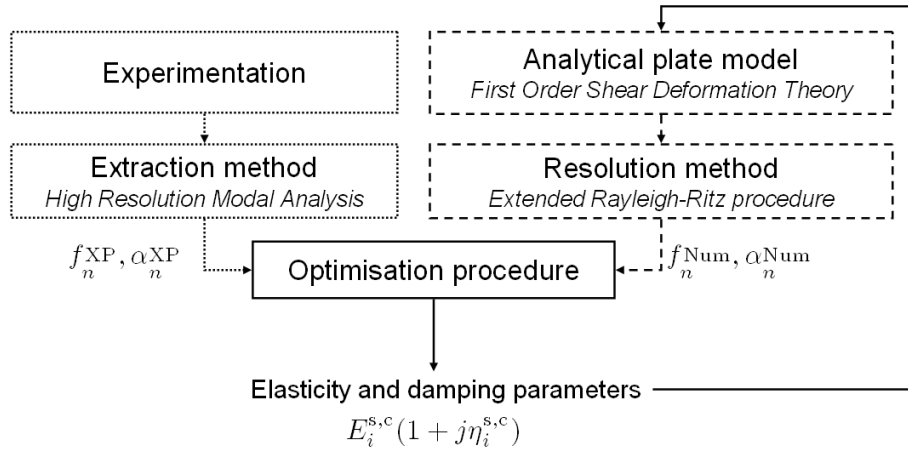 Experimentation
Analytical plate model
First Order Shear Deformation Theory
Extraction method
High Resolution Modal Analysis
Resolution method
Extended Rayleigh-Ritz procedure
f_n^{XP}, α_n^{XP}
Optimisation procedure
f_n^{Num}, α_n^{Num}
Elasticity and damping parameters
E_i^{s,c}(1 + jη_i^{s,c})